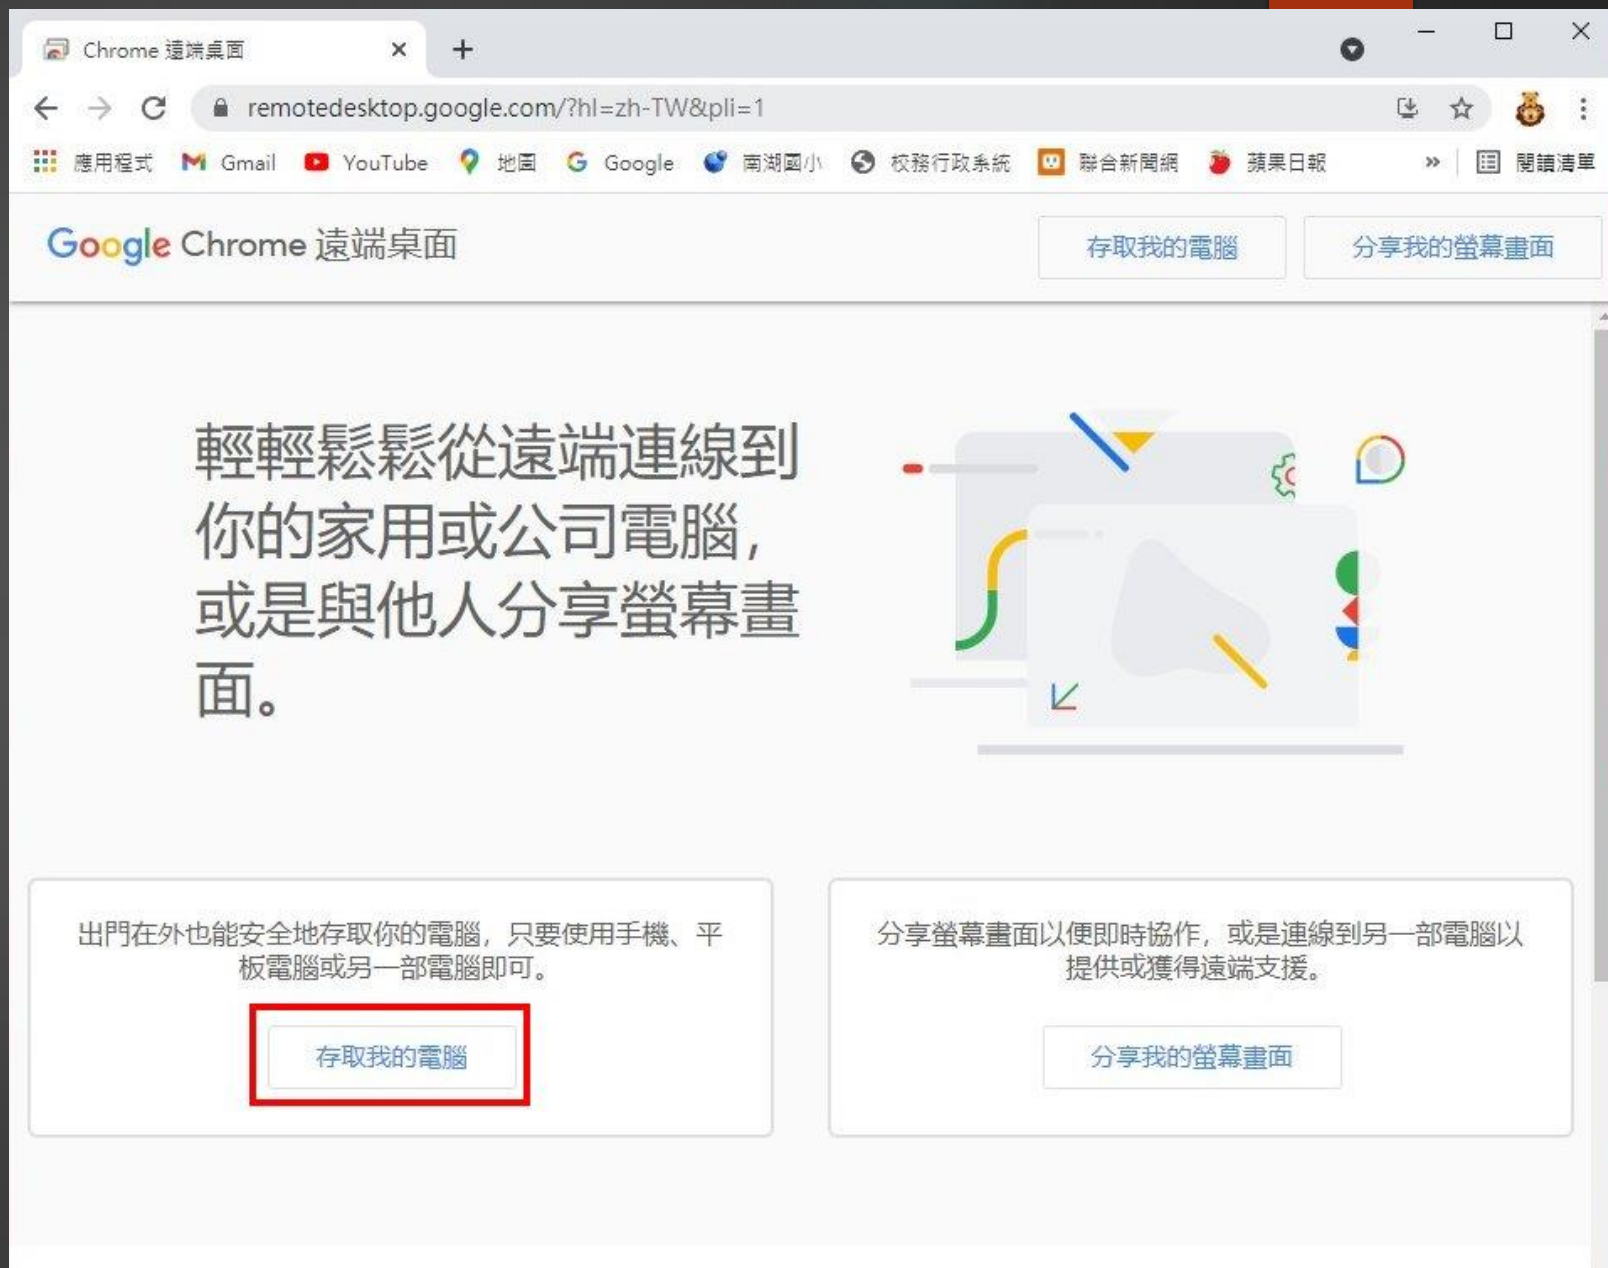 Chrome 遠端桌面
remotedesktop.google.com/?hl=zh-TW&pli=1
應用程式 Gmail YouTube 地圖 Google 南湖國小 校務行政系統 聯合新聞網 蘋果日報 » 閱讀清單
Google Chrome 遠端桌面 存取我的電腦 分享我的螢幕畫面
輕輕鬆鬆從遠端連線到
你的家用或公司電腦，
或是與他人分享螢幕畫
面。
出門在外也能安全地存取你的電腦，只要使用手機、平
板電腦或另一部電腦即可。
存取我的電腦
分享螢幕畫面以便即時協作，或是連線到另一部電腦以
提供或獲得遠端支援。
分享我的螢幕畫面